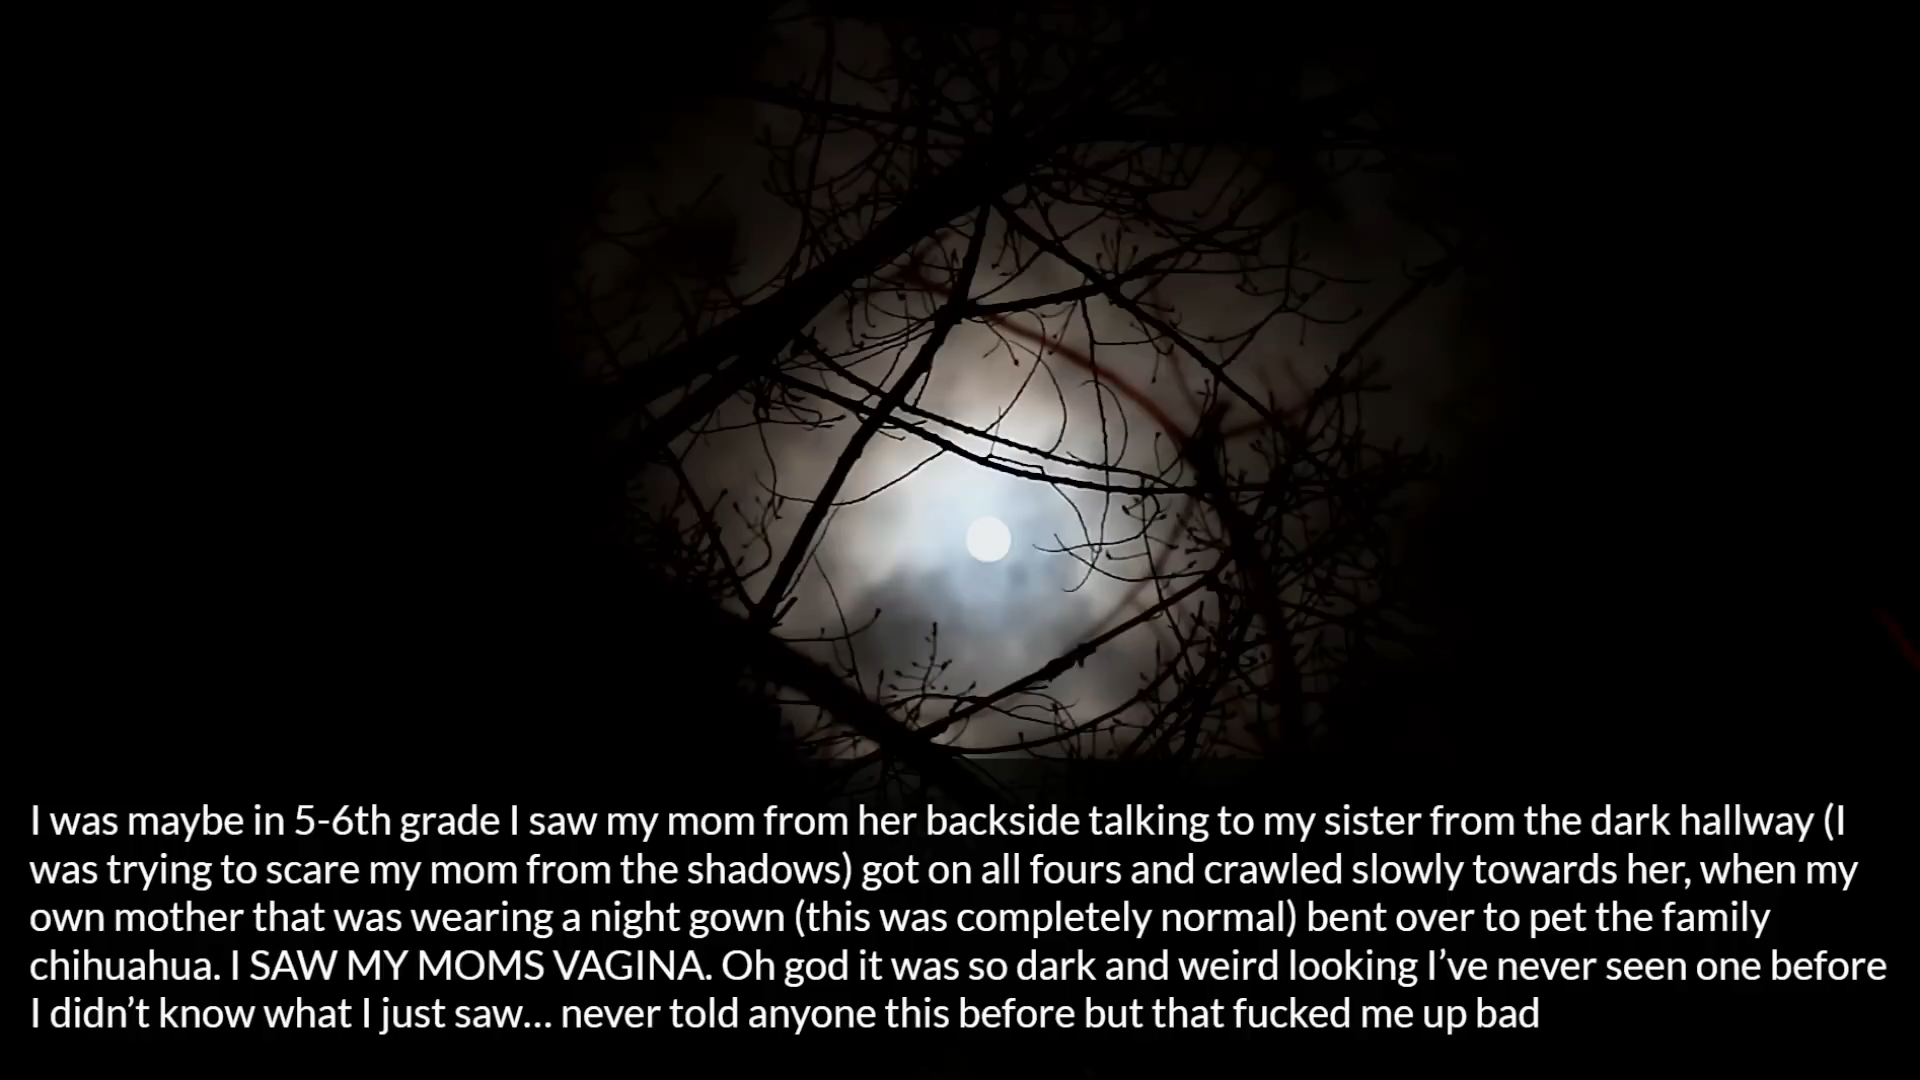 I was maybe in 5-6th grade I saw my mom from her backside talking to my sister from the dark hallway (I
was trying to scare my mom from the shadows) got on all fours and crawled slowly towards her, when my
own mother that was wearing a night gown (this was completely normal) bent over to pet the family
chihuahua. I SAW MY MOMS VAGINA. Oh god it was so dark and weird looking I’ve never seen one before
I didn’t know what I just saw... never told anyone this before but that fucked me up bad